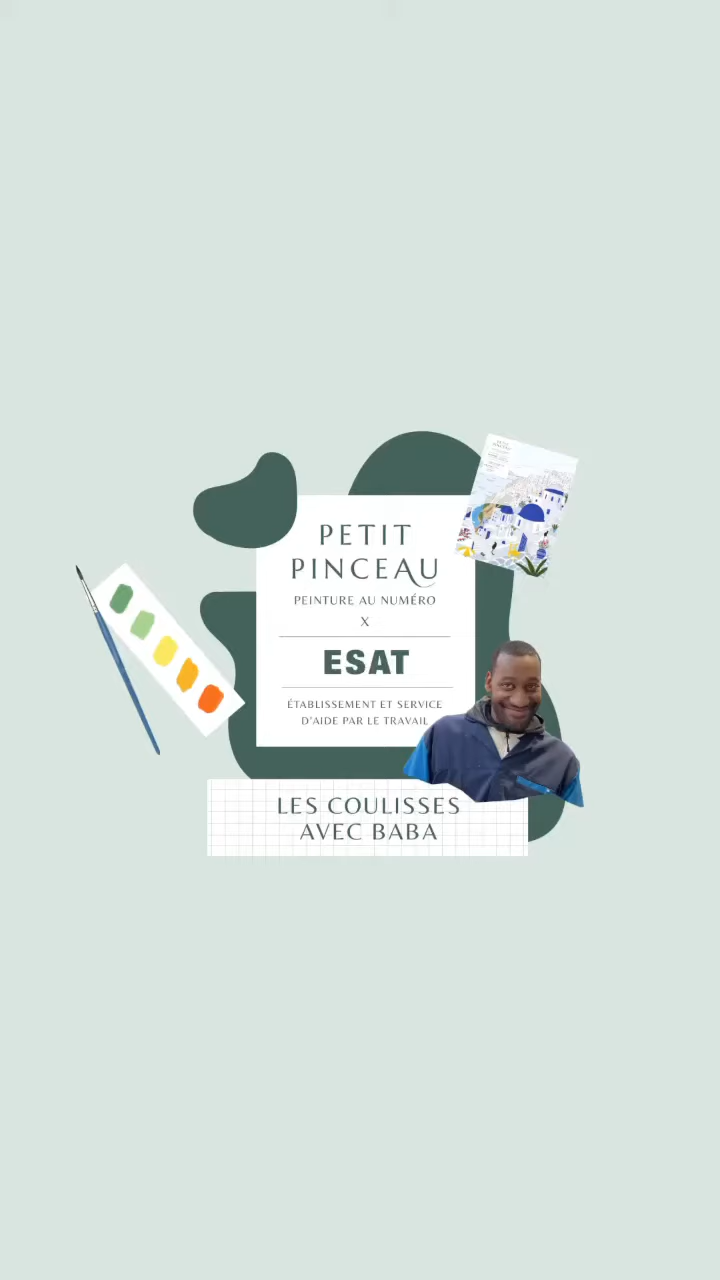 PETIT
PINCEAU
PEINTURE AU NUMÉRO
X
ESAT
ÉTABLISSEMENT ET SERVICE
D'AIDE PAR LE TRAVAIL
LES COULISSES
AVEC BABA